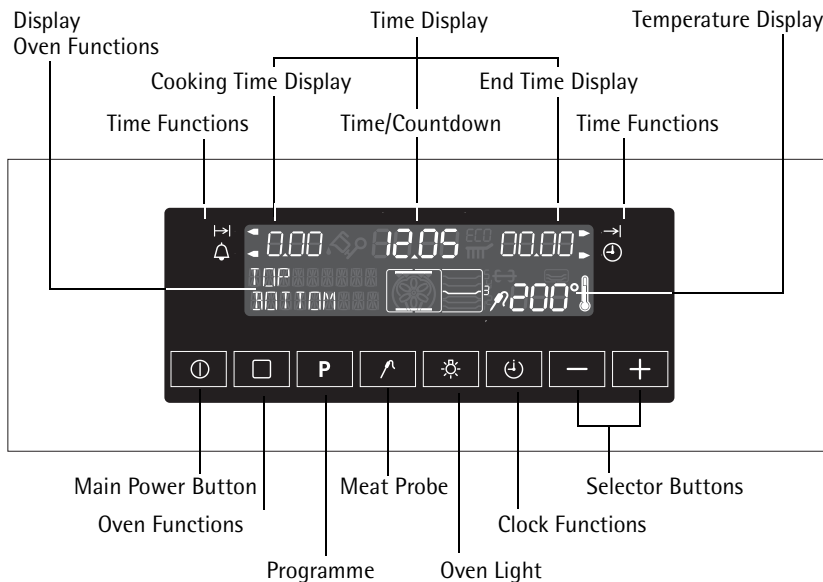 Display
Oven Functions
Time Display
Temperature Display
Cooking Time Display
End Time Display
Time Functions
Time/Countdown
Time Functions
0.00
12.05
ECO
00.00
TOP
BOTTOM
3
200°
P
Main Power Button
Meat Probe
Selector Buttons
Oven Functions
Clock Functions
Programme
Oven Light